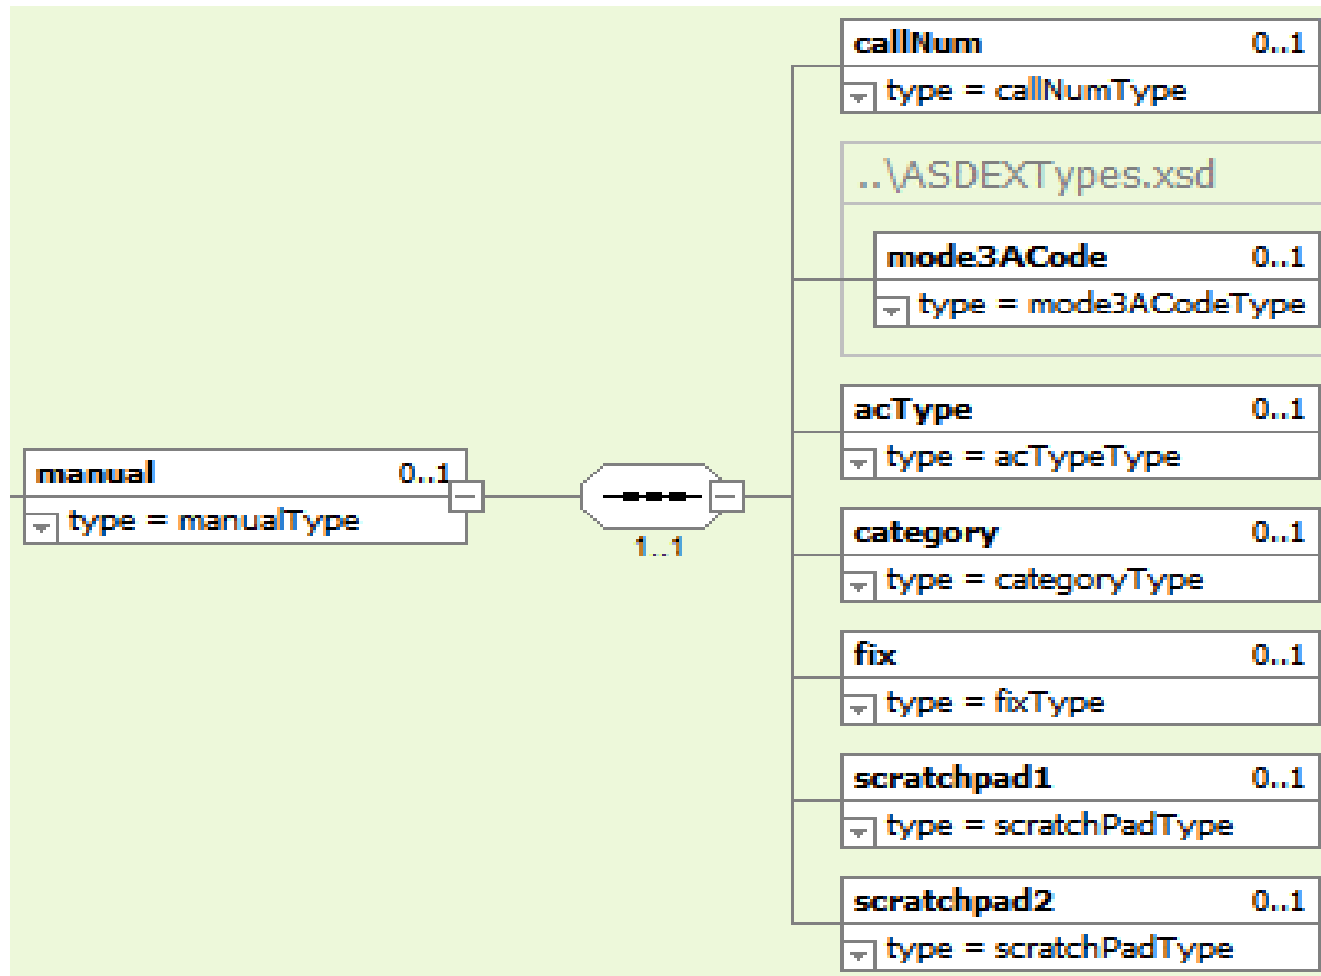 callNum 0..1
type = callNumType
..\ASDEXTypes.xsd
mode3ACode 0..1
type = mode3ACodeType
acType 0..1
type = acTypeType
manual 0..1
type = manualType
1..1
category 0..1
type = categoryType
fix 0..1
type = fixType
scratchpad1 0..1
type = scratchPadType
scratchpad2 0..1
type = scratchPadType